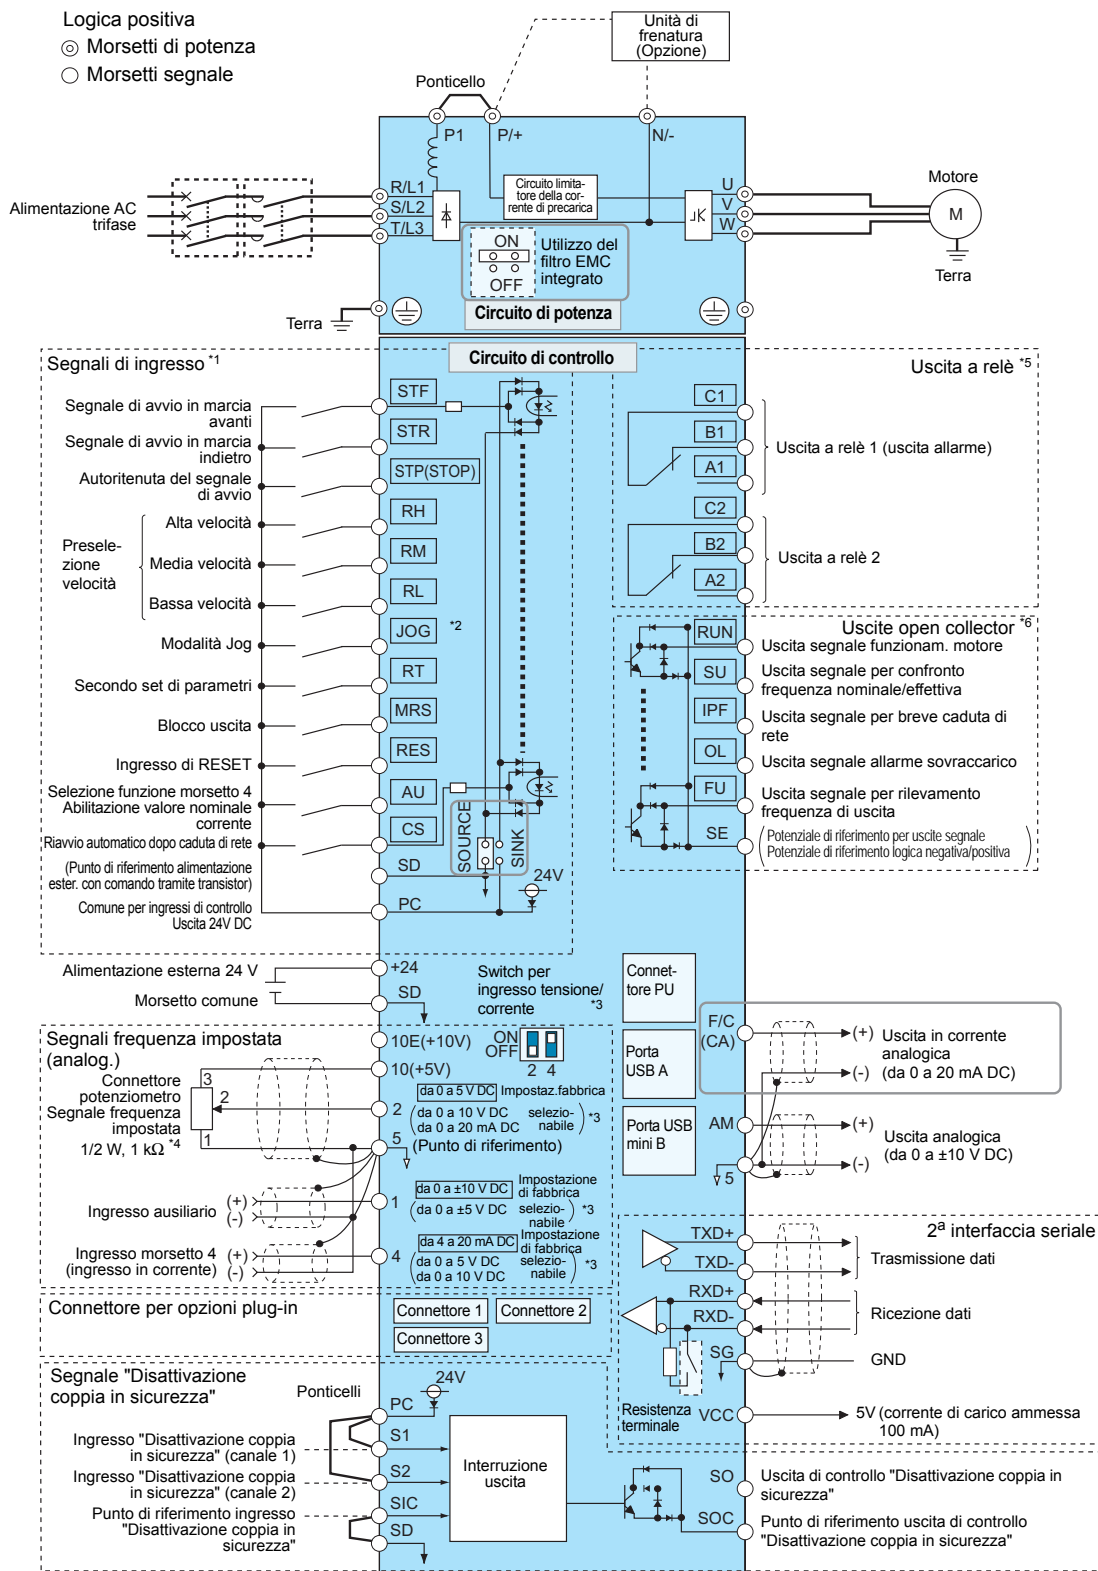 Logica positiva
Morsetti di potenza
Morsetti segnale
Unità di
frenatura
(Opzione)
Ponticello
P1
P/+
N/-
R/L1
S/L2
T/L3
Alimentazione AC
trifase
Circuito limita-
tore della cor-
rente di precarica
U
V
W
Motore
M
Terra
ON
OFF
Utilizzo del
filtro EMC
integrato
Circuito di potenza
Terra
Segnali di ingresso *1
Circuito di controllo
Uscita a relè *5
Segnale di avvio in marcia
avanti
STF
Segnale di avvio in marcia
indietro
STR
Autoritenuta del segnale
di avvio
STP(STOP)
Preselezione
velocità
Alta velocità
RH
Media velocità
RM
Bassa velocità
RL
Modalità Jog
JOG *2
Secondo set di parametri
RT
Blocco uscita
MRS
Ingresso di RESET
RES
Selezione funzione morsetto 4
Abilitazione valore nominale
corrente
AU
Riavvio automatico dopo caduta di rete
CS
(Punto di riferimento alimentazione
ester. con comando tramite transistor)
SD
Comune per ingressi di controllo
Uscita 24V DC
PC
SOURCE
SINK
24V
C1
B1
A1
Uscita a relè 1 (uscita allarme)
C2
B2
A2
Uscita a relè 2
Uscite open collector *6
RUN
Uscita segnale funzionam. motore
SU
Uscita segnale per confronto
frequenza nominale/effettiva
IPF
Uscita segnale per breve caduta di
rete
OL
Uscita segnale allarme sovraccarico
FU
Uscita segnale per rilevamento
frequenza di uscita
SE
(Potenziale di riferimento per uscite segnale
Potenziale di riferimento logica negativa/positiva)
Alimentazione esterna 24 V
+24
Morsetto comune
SD
Switch per
ingresso tensione/
corrente *3
ON
OFF
2 4
Connet-
tore PU
Porta
USB A
Porta USB
mini B
Segnali frequenza impostata
(analog.)
10E(+10V)
10(+5V)
Connettore
potenziometro
Segnale frequenza
impostata
1/2 W, 1 kΩ *4
3
2
1
da 0 a 5 V DC Impostaz.fabbrica
2 (da 0 a 10 V DC selezio-
da 0 a 20 mA DC nabile) *3
5
(Punto di riferimento)
Ingresso ausiliario
(+)
(-)
1
da 0 a ±10 V DC Impostazione
di fabbrica
(da 0 a ±5 V DC selezio-
nabile) *3
Ingresso morsetto 4
(ingresso in corrente)
(+)
(-)
4
da 4 a 20 mA DC Impostazione
di fabbrica
(da 0 a 5 V DC selezio-
da 0 a 10 V DC nabile) *3
F/C
(CA)
(+)
(-)
Uscita in corrente
analogica
(da 0 a 20 mA DC)
AM
(+)
(-)
Uscita analogica
(da 0 a ±10 V DC)
5
2ª interfaccia seriale
TXD+
TXD-
Trasmissione dati
RXD+
RXD-
Ricezione dati
SG
GND
Resistenza
terminale
VCC
5V (corrente di carico ammessa
100 mA)
Connettore per opzioni plug-in
Connettore 1
Connettore 2
Connettore 3
Segnale "Disattivazione
coppia in sicurezza"
Ponticelli
24V
PC
Ingresso "Disattivazione coppia
in sicurezza" (canale 1)
S1
Ingresso "Disattivazione coppia
in sicurezza" (canale 2)
S2
Punto di riferimento ingresso
"Disattivazione coppia in
sicurezza"
SIC
SD
Interruzione
uscita
SO
Uscita di controllo "Disattivazione coppia in
sicurezza"
SOC
Punto di riferimento uscita di controllo
"Disattivazione coppia in sicurezza"